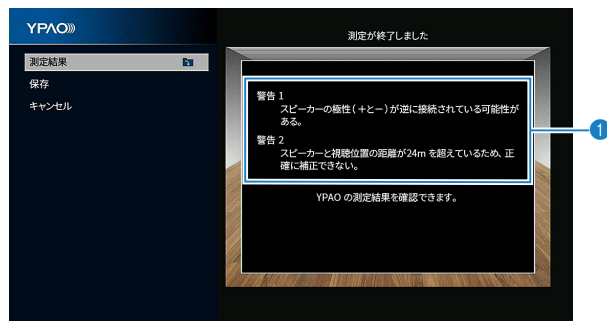 YPAO
測定が終了しました
測定結果
保存
キャンセル
警告 1
スピーカーの極性(+とー)が逆に接続されている可能性が
ある。
警告 2
スピーカーと視聴位置の距離が24m を超えているため、正
確に補正できない。
1
YPAO の測定結果を確認できます。